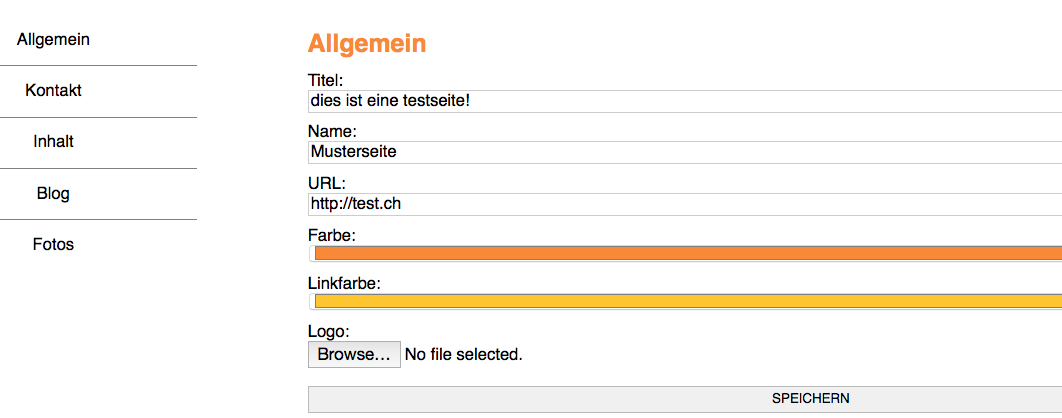 Allgemein
Kontakt
Inhalt
Blog
Fotos
Allgemein
Titel:
dies ist eine testseite!
Name:
Musterseite
URL:
http://test.ch
Farbe:
Linkfarbe:
Logo:
Browse... No file selected.
SPEICHERN